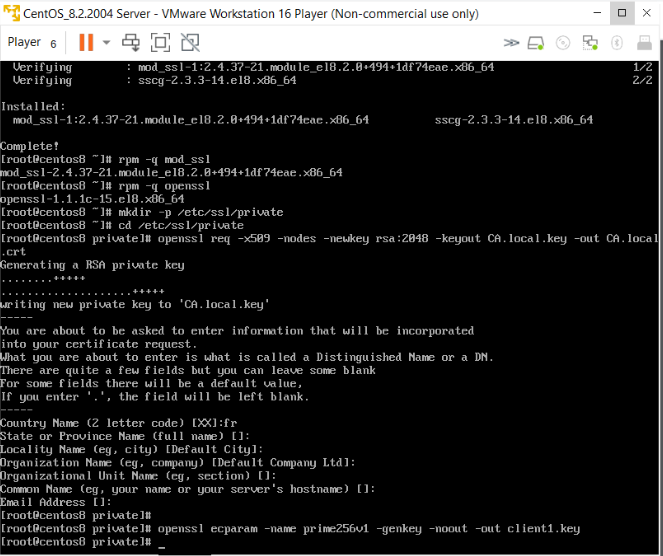 CentOS_8.2.2004 Server - VMware Workstation 16 Player (Non-commercial use only)
Player 6
Verifying : mod_ssl-1:2.4.37-21.module_el8.2.0+494+1df74eae.x86_64 1/2
Verifying : sscg-2.3.3-14.el8.x86_64 2/2
Installed:
mod_ssl-1:2.4.37-21.module_el8.2.0+494+1df74eae.x86_64 sscg-2.3.3-14.el8.x86_64
Complete!
[root@centos8 ~]# rpm -q mod_ssl
mod_ssl-2.4.37-21.module_el8.2.0+494+1df74eae.x86_64
[root@centos8 ~]# rpm -q openssl
openssl-1.1.1c-15.el8.x86_64
[root@centos8 ~]# mkdir -p /etc/ssl/private
[root@centos8 ~]# cd /etc/ssl/private
[root@centos8 private]# openssl req -x509 -nodes -newkey rsa:2048 -keyout CA.local.key -out CA.local
.crt
Generating a RSA private key
........+++++
....................+++++
writing new private key to 'CA.local.key'
-----
You are about to be asked to enter information that will be incorporated
into your certificate request.
What you are about to enter is what is called a Distinguished Name or a DN.
There are quite a few fields but you can leave some blank
For some fields there will be a default value,
If you enter '.', the field will be left blank.
-----
Country Name (2 letter code) [XX]:fr
State or Province Name (full name) []:
Locality Name (eg, city) [Default City]:
Organization Name (eg, company) [Default Company Ltd]:
Organizational Unit Name (eg, section) []:
Common Name (eg, your name or your server's hostname) []:
Email Address []:
[root@centos8 private]#
[root@centos8 private]# openssl ecparam -name prime256v1 -genkey -noout -out client1.key
[root@centos8 private]# _